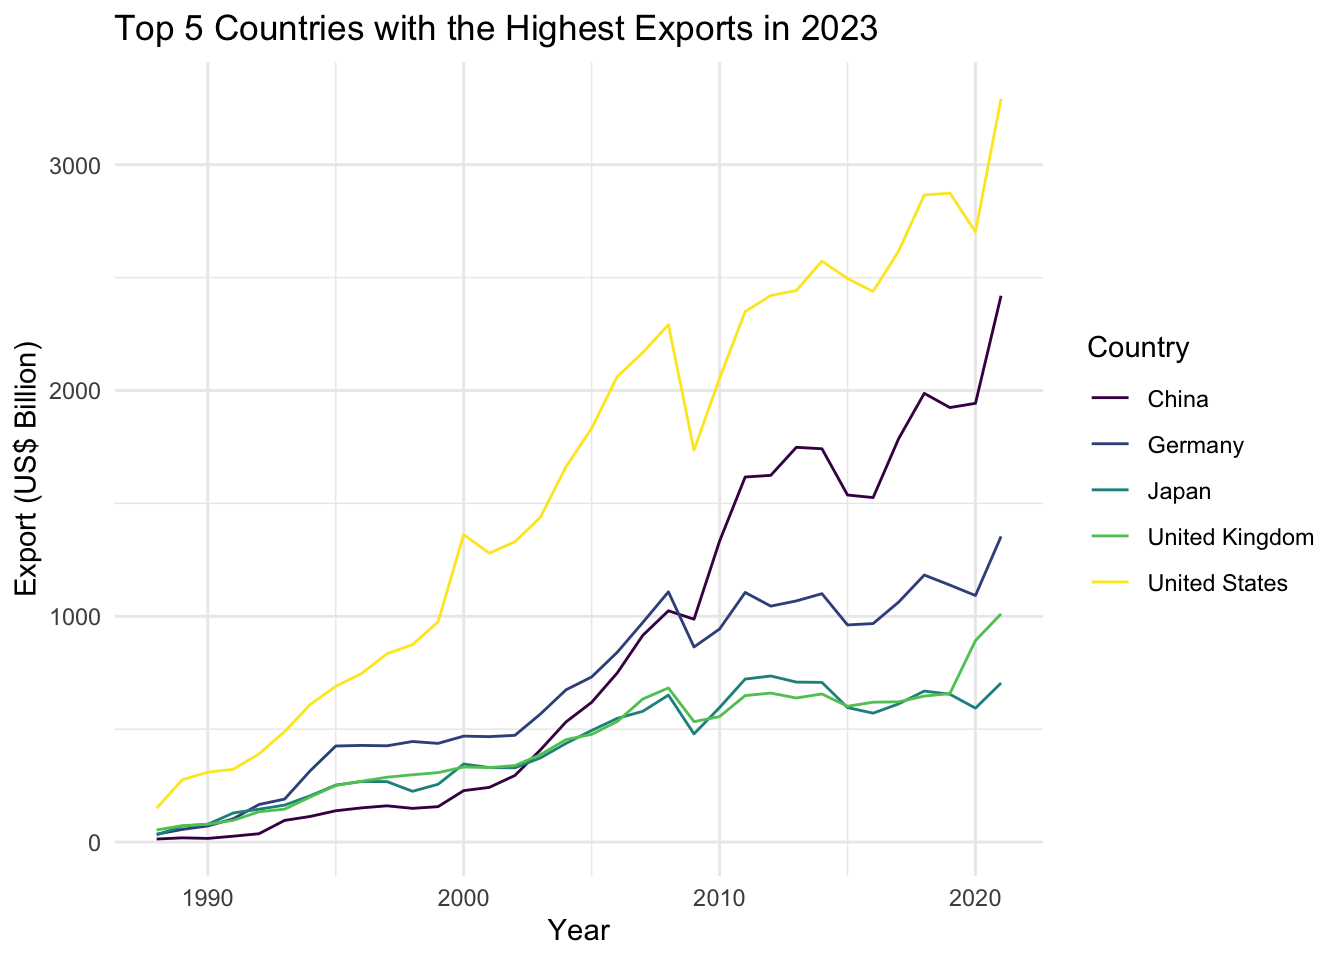 Top 5 Countries with the Highest Exports in 2023
Export (US$ Billion)
3000
2000
1000
0
1990
2000
2010
2020
Year
Country
China
Germany
Japan
United Kingdom
United States